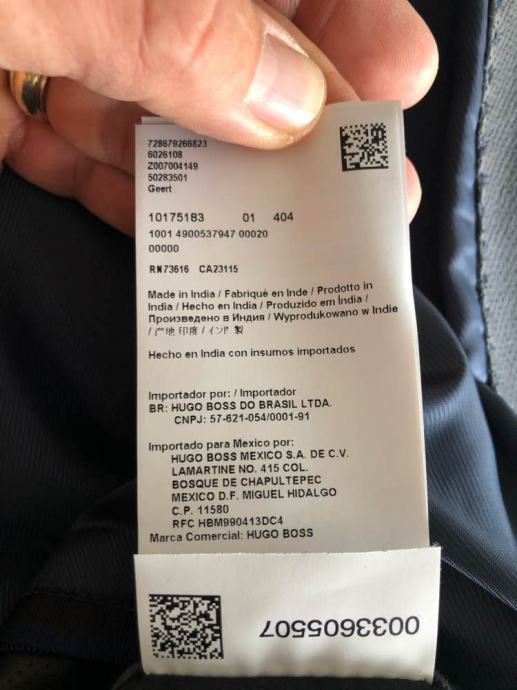 728679266823
6026108
Z007004149
50283501
Geert
10175183 01 404
1001 4900537947 00020
00000
RN73616 CA23115
Made in India / Fabriqué en Inde / Prodotto in
India / Hecho en India / Produzido em Índia /
Произведено в Индия / Wyprodukowano w Indie
/ 产地 印度 / インド 製
Hecho en India con insumos importados
Importador por: / Importador
BR: HUGO BOSS DO BRASIL LTDA.
CNPJ: 57-621-054/0001-91
Importado para Mexico por:
HUGO BOSS MEXICO S.A. DE C.V.
LAMARTINE NO. 415 COL.
BOSQUE DE CHAPULTEPEC
MEXICO D.F. MIGUEL HIDALGO
C.P. 11580
RFC HBM990413DC4
Marca Comercial: HUGO BOSS
0033605507